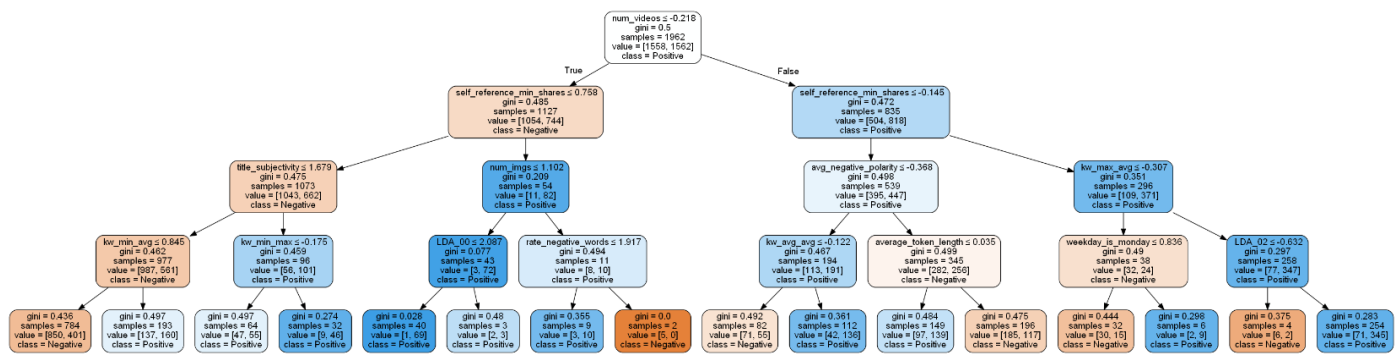 num_videos ≤ -0.218
gini = 0.5
samples = 1962
value = [1558, 1562]
class = Positive
True
False
self_reference_min_shares ≤ 0.758
gini = 0.485
samples = 1127
value = [1054, 744]
class = Negative
self_reference_min_shares ≤ -0.145
gini = 0.472
samples = 835
value = [504, 818]
class = Positive
title_subjectivity ≤ 1.679
gini = 0.475
samples = 1073
value = [1043, 662]
class = Negative
num_imgs ≤ 1.102
gini = 0.209
samples = 54
value = [11, 82]
class = Positive
avg_negative_polarity ≤ -0.368
gini = 0.498
samples = 539
value = [395, 447]
class = Positive
kw_max_avg ≤ -0.307
gini = 0.351
samples = 296
value = [109, 371]
class = Positive
kw_min_avg ≤ 0.845
gini = 0.462
samples = 977
value = [987, 561]
class = Negative
kw_min_max ≤ -0.175
gini = 0.459
samples = 96
value = [56, 101]
class = Positive
LDA_00 ≤ 2.087
gini = 0.077
samples = 43
value = [3, 72]
class = Positive
rate_negative_words ≤ 1.917
gini = 0.494
samples = 11
value = [8, 10]
class = Positive
kw_avg_avg ≤ -0.122
gini = 0.467
samples = 194
value = [113, 191]
class = Positive
average_token_length ≤ 0.035
gini = 0.499
samples = 345
value = [282, 256]
class = Negative
weekday_is_monday ≤ 0.836
gini = 0.49
samples = 38
value = [32, 24]
class = Negative
LDA_02 ≤ -0.632
gini = 0.297
samples = 258
value = [77, 347]
class = Positive
gini = 0.436
samples = 784
value = [850, 401]
class = Negative
gini = 0.497
samples = 193
value = [137, 160]
class = Positive
gini = 0.497
samples = 64
value = [47, 55]
class = Positive
gini = 0.274
samples = 32
value = [9, 46]
class = Positive
gini = 0.028
samples = 40
value = [1, 69]
class = Positive
gini = 0.48
samples = 3
value = [2, 3]
class = Positive
gini = 0.355
samples = 9
value = [3, 10]
class = Positive
gini = 0.0
samples = 2
value = [5, 0]
class = Negative
gini = 0.492
samples = 82
value = [71, 55]
class = Negative
gini = 0.361
samples = 112
value = [42, 136]
class = Positive
gini = 0.484
samples = 149
value = [97, 139]
class = Positive
gini = 0.475
samples = 196
value = [185, 117]
class = Negative
gini = 0.444
samples = 32
value = [30, 15]
class = Negative
gini = 0.298
samples = 6
value = [2, 9]
class = Positive
gini = 0.375
samples = 4
value = [6, 2]
class = Negative
gini = 0.283
samples = 254
value = [71, 345]
class = Positive